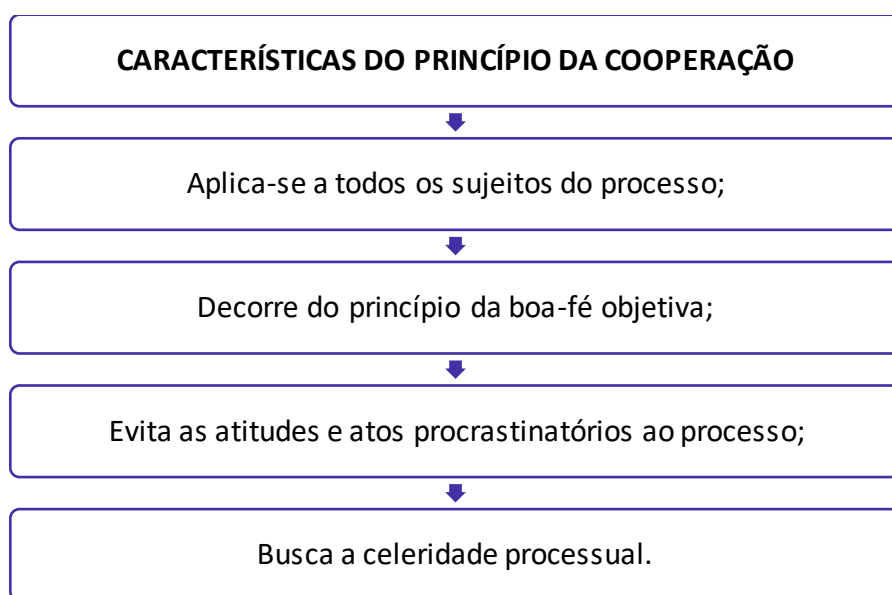 CARACTERÍSTICAS DO PRINCÍPIO DA COOPERAÇÃO
Aplica-se a todos os sujeitos do processo;
Decorre do princípio da boa-fé objetiva;
Evita as atitudes e atos procrastinatórios ao processo;
Busca a celeridade processual.